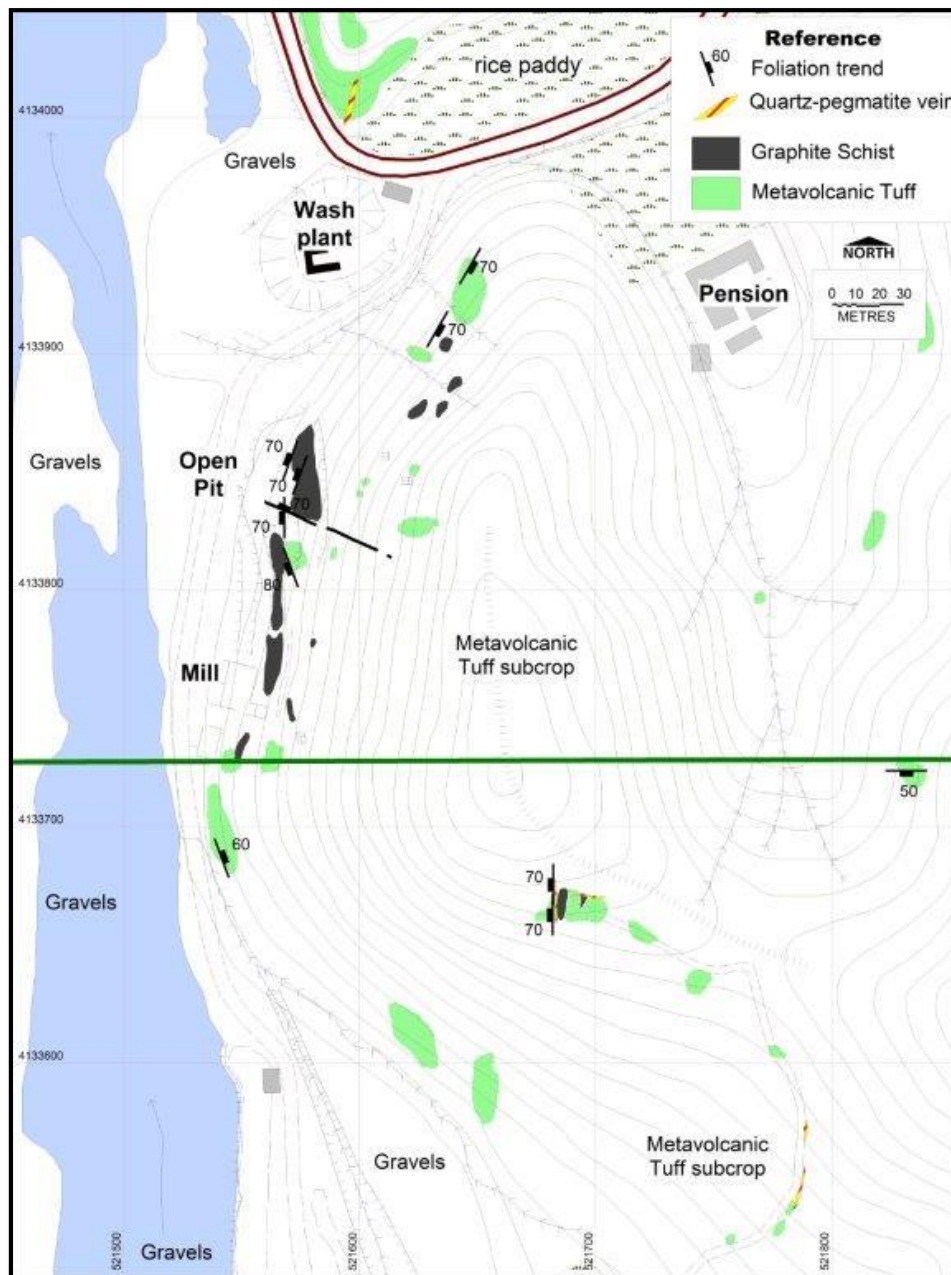 Reference
60
Foliation trend
Quartz-pegmatite vein
Graphite Schist
Metavolcanic Tuff
NORTH
0 10 20 30
METRES
rice paddy
4134000
Gravels
Wash
plant
70
Pension
70
4133900
70
Open
Pit
Gravels
70
70
70
80
4133800
Metavolcanic
Tuff subcrop
Mill
50
4133700
60
70
Gravels
70
4133600
Metavolcanic
Tuff subcrop
Gravels
Gravels
521500
521600
521700
521800